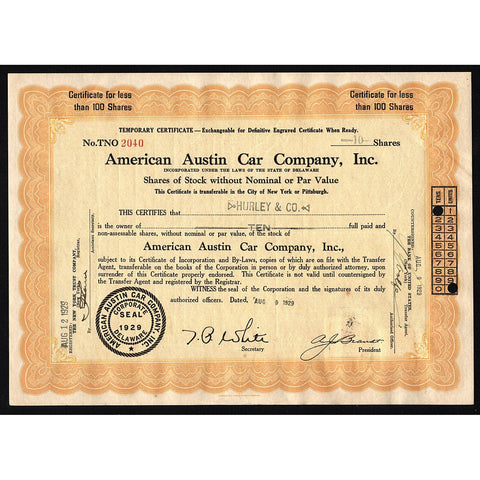 Certificate for less
than 100 Shares
Certificate for less
than 100 Shares
TEMPORARY CERTIFICATE—Exchangeable for Definitive Engraved Certificate When Ready.
No. TNO 2040
10 Shares
American Austin Car Company, Inc.
INCORPORATED UNDER THE LAWS OF THE STATE OF DELAWARE
Shares of Stock without Nominal or Par Value
This Certificate is transferable in the City of New York or Pittsburgh.
THIS CERTIFIES that HURLEY & CO.
is the owner of TEN full paid and
non-assessable shares, without nominal or par value, of the stock of
American Austin Car Company, Inc.,
subject to its Certificate of Incorporation and By-Laws, copies of which are on file with the Transfer
Agent, transferable on the books of the Corporation in person or by duly authorized attorney, upon
surrender of this Certificate properly endorsed. This Certificate is not valid until countersigned by
the Transfer Agent and registered by the Registrar.
WITNESS the seal of the Corporation and the signatures of its duly
authorized officers. Dated, AUG 9 1929
AMERICAN AUSTIN CAR COMPANY, INC.
CORPORATE
SEAL
1929
DELAWARE
T. B. White
Secretary
President
AUG 12 1929
THE NEW YORK TRUST COMPANY,
COUNTERSIGNED:
AUG 9 1929
TENS
UNITS
1
2
3
4
5
6
7
8
9
0